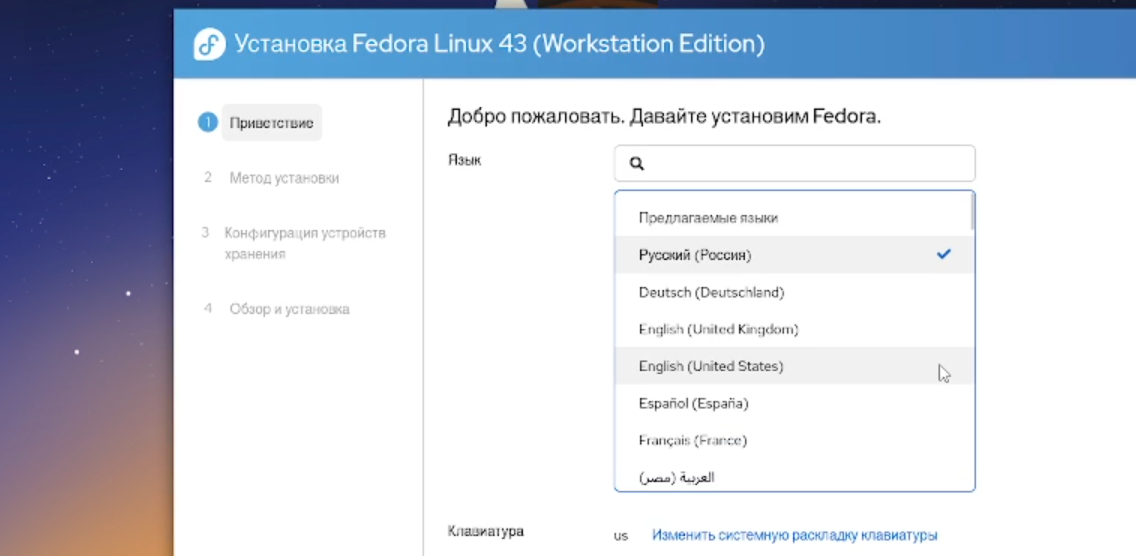 Установка Fedora Linux 43 (Workstation Edition)
1 Приветствие
2 Метод установки
3 Конфигурация устройств
хранения
4 Обзор и установка
Добро пожаловать. Давайте установим Fedora.
Язык
Предлагаемые языки
Русский (Россия)
Deutsch (Deutschland)
English (United Kingdom)
English (United States)
Español (España)
Français (France)
العربية (مصر)
Клавиатура us Изменить системную раскладку клавиатуры